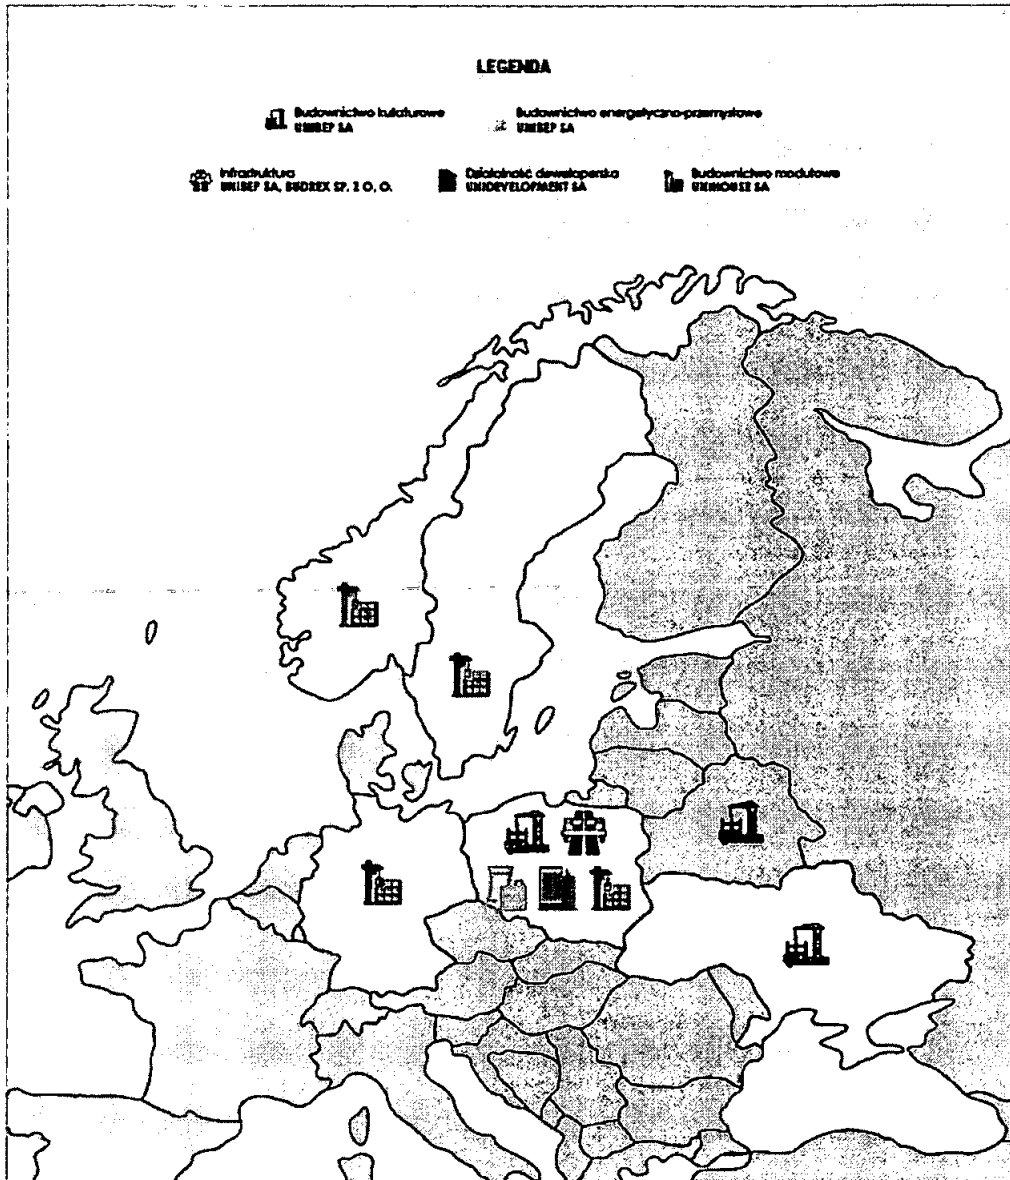 LEGENDA
Budownictwo kubaturowe
UNIBEP SA
Budownictwo energetyczno-przemysłowe
UNIBEP SA
Infrastruktura
UNIBEP SA, BUDREX SP. Z O. O.
Działalność deweloperska
UNIDEVELOPMENT SA
Budownictwo modułowe
UNIHOUSE SA